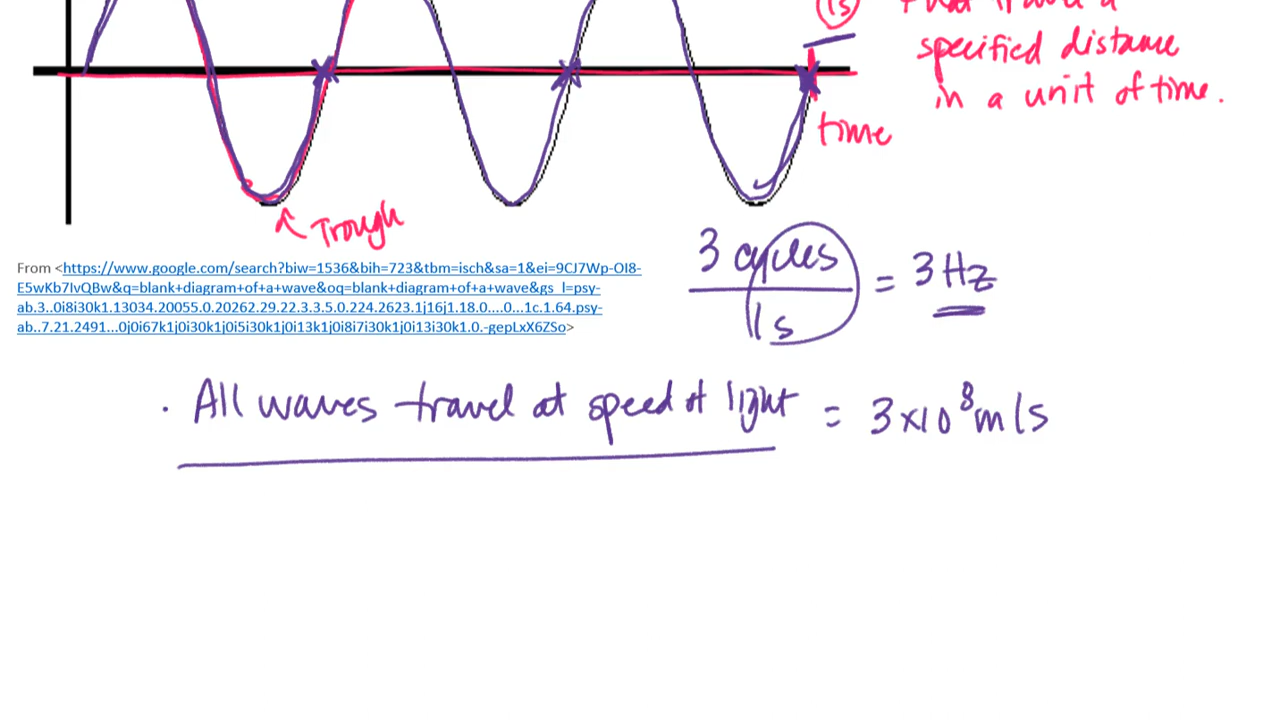 (1s)
that travel a
specified distance
in a unit of time.
time
↖ Trough
From <https://www.google.com/search?biw=1536&bih=723&tbm=isch&sa=1&ei=9CJ7Wp-OI8-
E5wKb7IvQBw&q=blank+diagram+of+a+wave&oq=blank+diagram+of+a+wave&gs_l=psy-
ab.3..0i8i30k1.13034.20055.0.20262.29.22.3.3.5.0.224.2623.1j16j1.18.0....0...1c.1.64.psy-
ab..7.21.2491...0j0i67k1j0i30k1j0i5i30k1j0i13k1j0i8i7i30k1j0i13i30k1.0.-gepLxX6ZSo>
3 cycles
1s
= 3 Hz
. All waves travel at speed of light = 3x10⁸ m/s